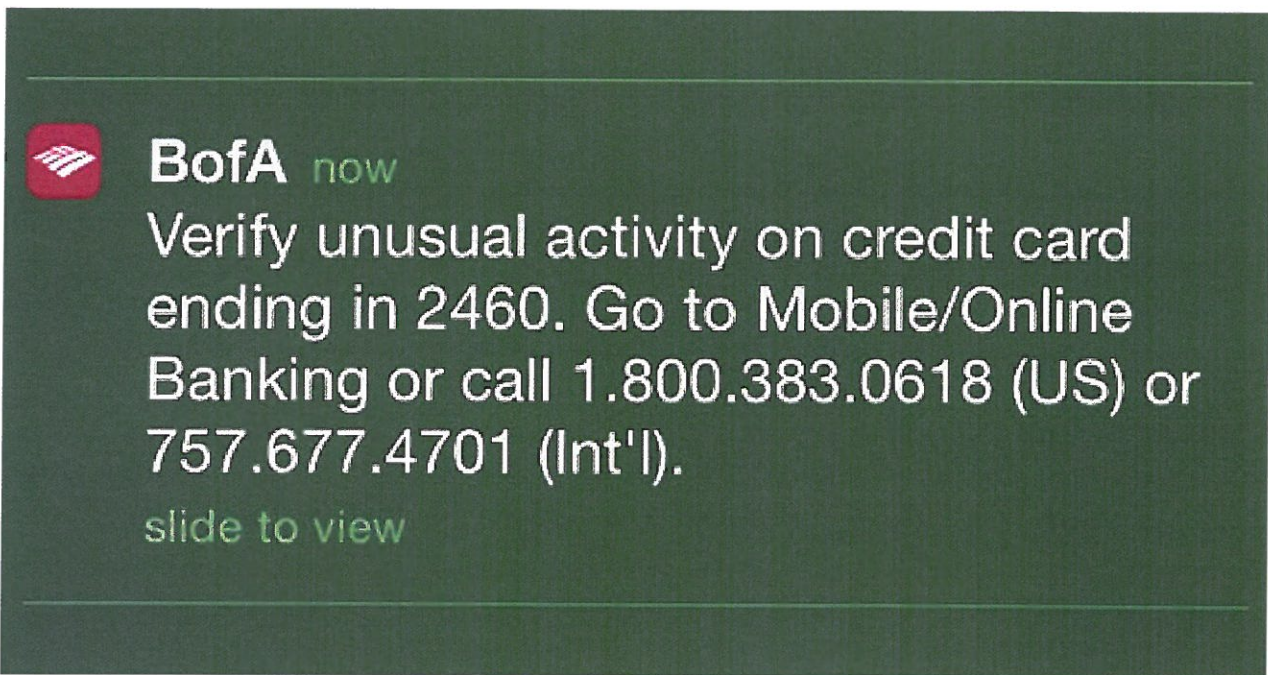 BofA now
Verify unusual activity on credit card
ending in 2460. Go to Mobile/Online
Banking or call 1.800.383.0618 (US) or
757.677.4701 (Int'l).
slide to view